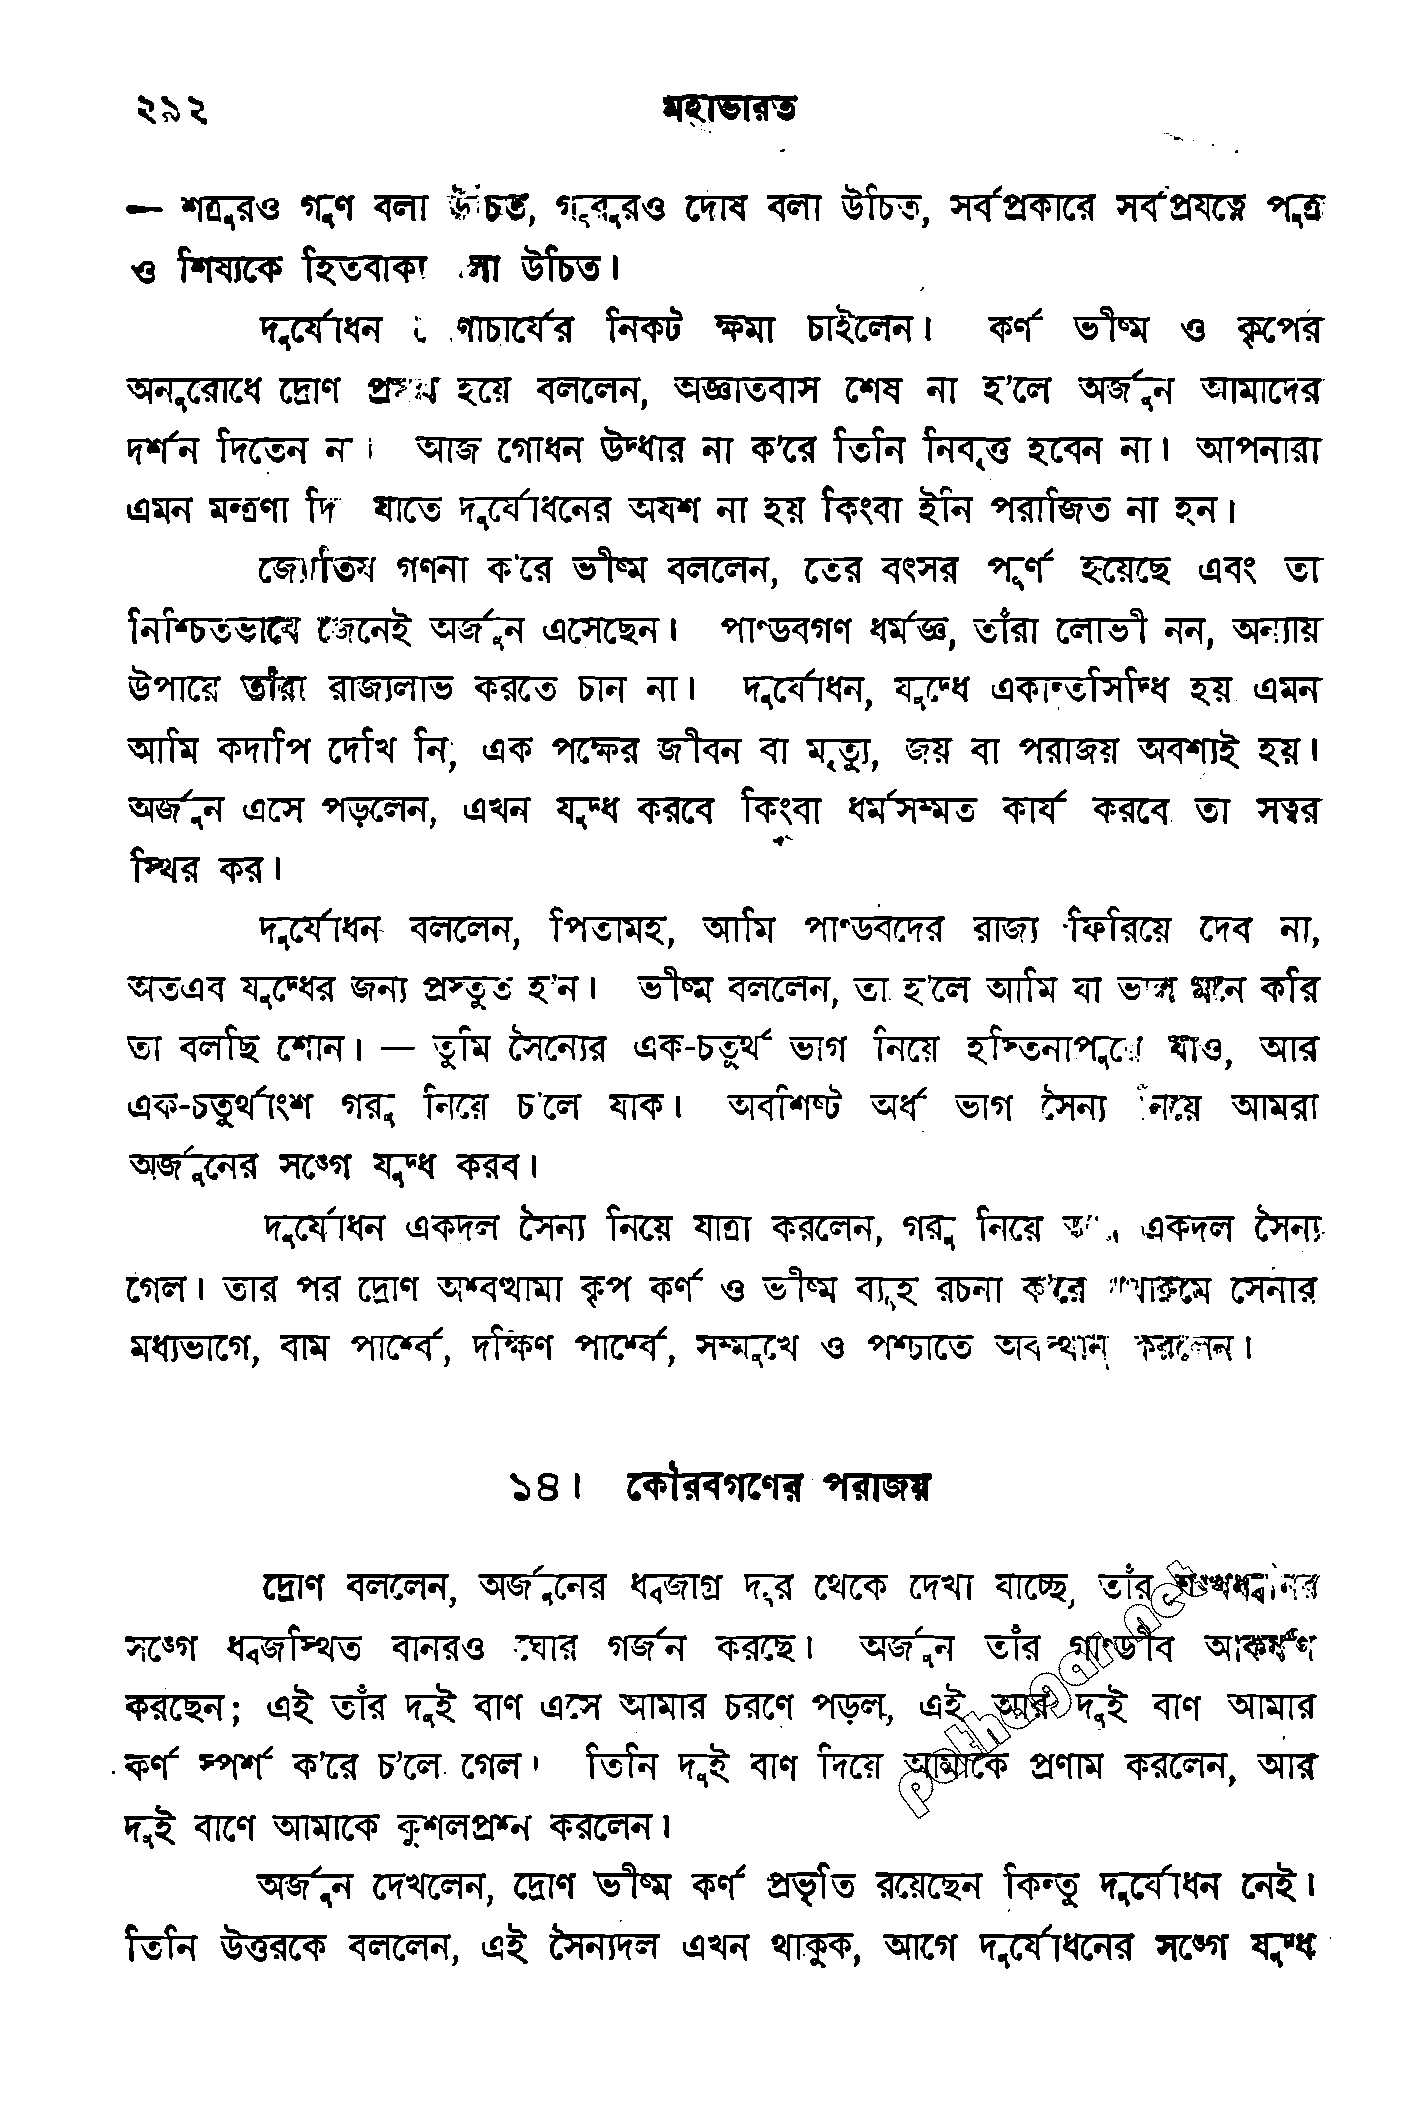 ২৯২ মহাভারত
— শত্রুরও গুণ বলা উচিত, গুরুরও দোষ বলা উচিত, সর্বপ্রকারে সর্বপ্রযত্নে পুত্র
ও শিষ্যকে হিতবাক্য উচিত।
দুর্যোধন নিকট ক্ষমা চাইলেন। কর্ণ ভীষ্ম ও কৃপের
অনুরোধে দ্রোণ প্রসন্ন হয়ে বললেন, অজ্ঞাতবাস শেষ না হ'লে অর্জুন আমাদের
দর্শন দিতেন না। আজ গোধন উদ্ধার না ক'রে তিনি নিবৃত্ত হবেন না। আপনারা
এমন মন্ত্রণা দিন যাতে দুর্যোধনের অযশ না হয় কিংবা ইনি পরাজিত না হন।
জ্যোতিষ গণনা ক'রে ভীষ্ম বললেন, তের বৎসর পূর্ণ হয়েছে এবং তা
নিশ্চিতভাবে জেনেই অর্জুন এসেছেন। পাণ্ডবগণ ধর্মজ্ঞ, তাঁরা লোভী নন, অন্যায়
উপায়ে তাঁরা রাজ্যলাভ করতে চান না। দুর্যোধন, যুদ্ধে একান্তসিদ্ধি হয় এমন
আমি কদাপি দেখি নি; এক পক্ষের জীবন বা মৃত্যু, জয় বা পরাজয় অবশ্যই হয়।
অর্জুন এসে পড়লেন, এখন যুদ্ধ করবে কিংবা ধর্মসম্মত কার্য করবে তা সত্বর
স্থির কর।
দুর্যোধন বললেন, পিতামহ, আমি পাণ্ডবদের রাজ্য ফিরিয়ে দেব না,
অতএব যুদ্ধের জন্য প্রস্তুত হ'ন। ভীষ্ম বললেন, তা হ'লে আমি যা ভাল মনে করি
তা বলছি শোন। — তুমি সৈন্যের এক-চতুর্থ ভাগ নিয়ে হস্তিনাপুরে যাও, আর
এক-চতুর্থাংশ গরু নিয়ে চ'লে যাক। অবশিষ্ট অর্ধ ভাগ সৈন্য নিয়ে আমরা
অর্জুনের সঙ্গে যুদ্ধ করব।
দুর্যোধন একদল সৈন্য নিয়ে যাত্রা করলেন, গরু নিয়ে একদল সৈন্য
গেল। তার পর দ্রোণ অশ্বত্থামা কৃপ কর্ণ ও ভীষ্ম ব্যূহ রচনা ক'রে যথাক্রমে সেনার
মধ্যভাগে, বাম পার্শ্বে, দক্ষিণ পার্শ্বে, সম্মুখে ও পশ্চাতে অবস্থান করলেন।
১৪। কৌরবগণের পরাজয়
দ্রোণ বললেন, অর্জুনের ধ্বজাগ্র দূর থেকে দেখা যাচ্ছে, তাঁর শঙ্খধ্বনির
সঙ্গে ধ্বজস্থিত বানরও ঘোর গর্জন করছে। অর্জুন তাঁর গাণ্ডীব আকর্ষণ
করছেন; এই তাঁর দুই বাণ এসে আমার চরণে পড়ল, এই আর দুই বাণ আমার
কর্ণ স্পর্শ ক'রে চ'লে গেল। তিনি দুই বাণ দিয়ে আমাকে প্রণাম করলেন, আর
দুই বাণে আমাকে কুশলপ্রশ্ন করলেন।
অর্জুন দেখলেন, দ্রোণ ভীষ্ম কর্ণ প্রভৃতি রয়েছেন কিন্তু দুর্যোধন নেই।
তিনি উত্তরকে বললেন, এই সৈন্যদল এখন থাকুক, আগে দুর্যোধনের সঙ্গে যুদ্ধ
pathagar.net